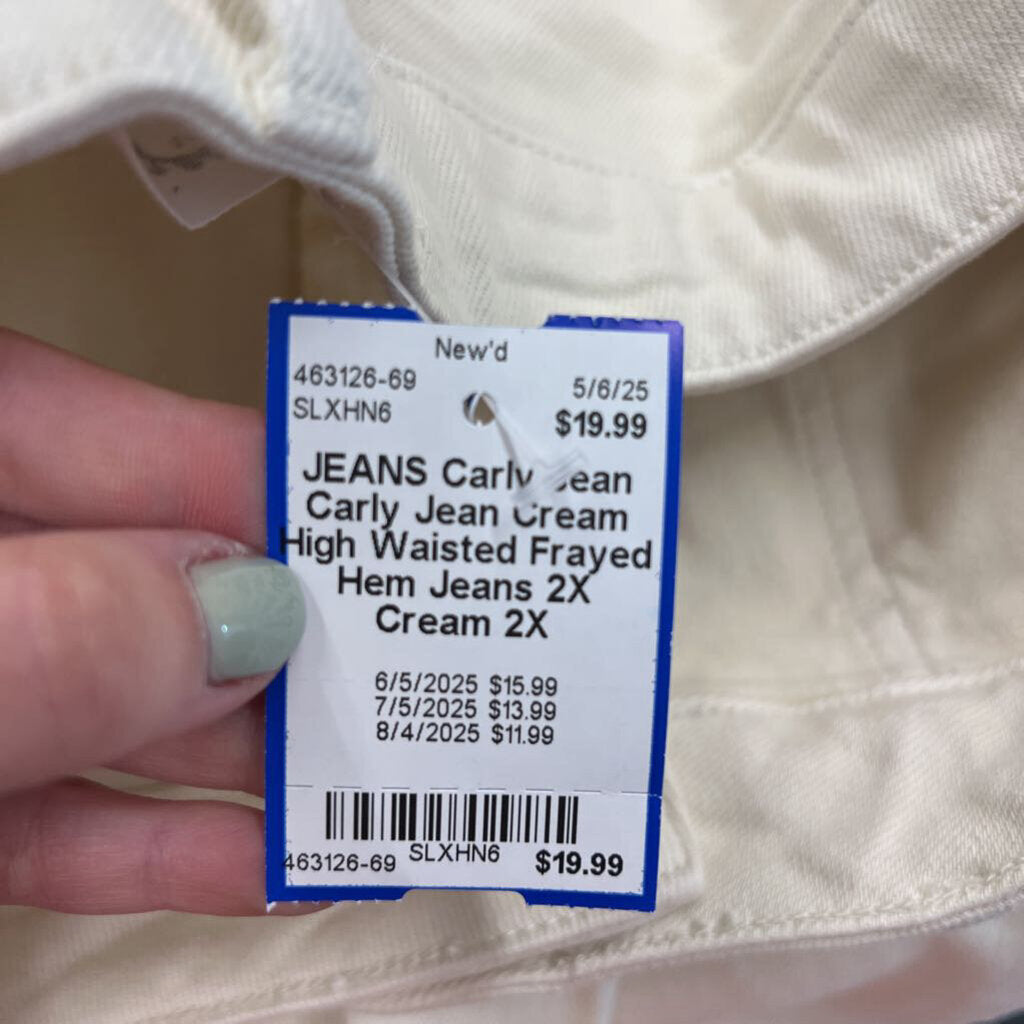 New'd
463126-69 5/6/25
SLXHN6 $19.99
JEANS Carly Jean
Carly Jean Cream
High Waisted Frayed
Hem Jeans 2X
Cream 2X
6/5/2025 $15.99
7/5/2025 $13.99
8/4/2025 $11.99
463126-69 SLXHN6 $19.99